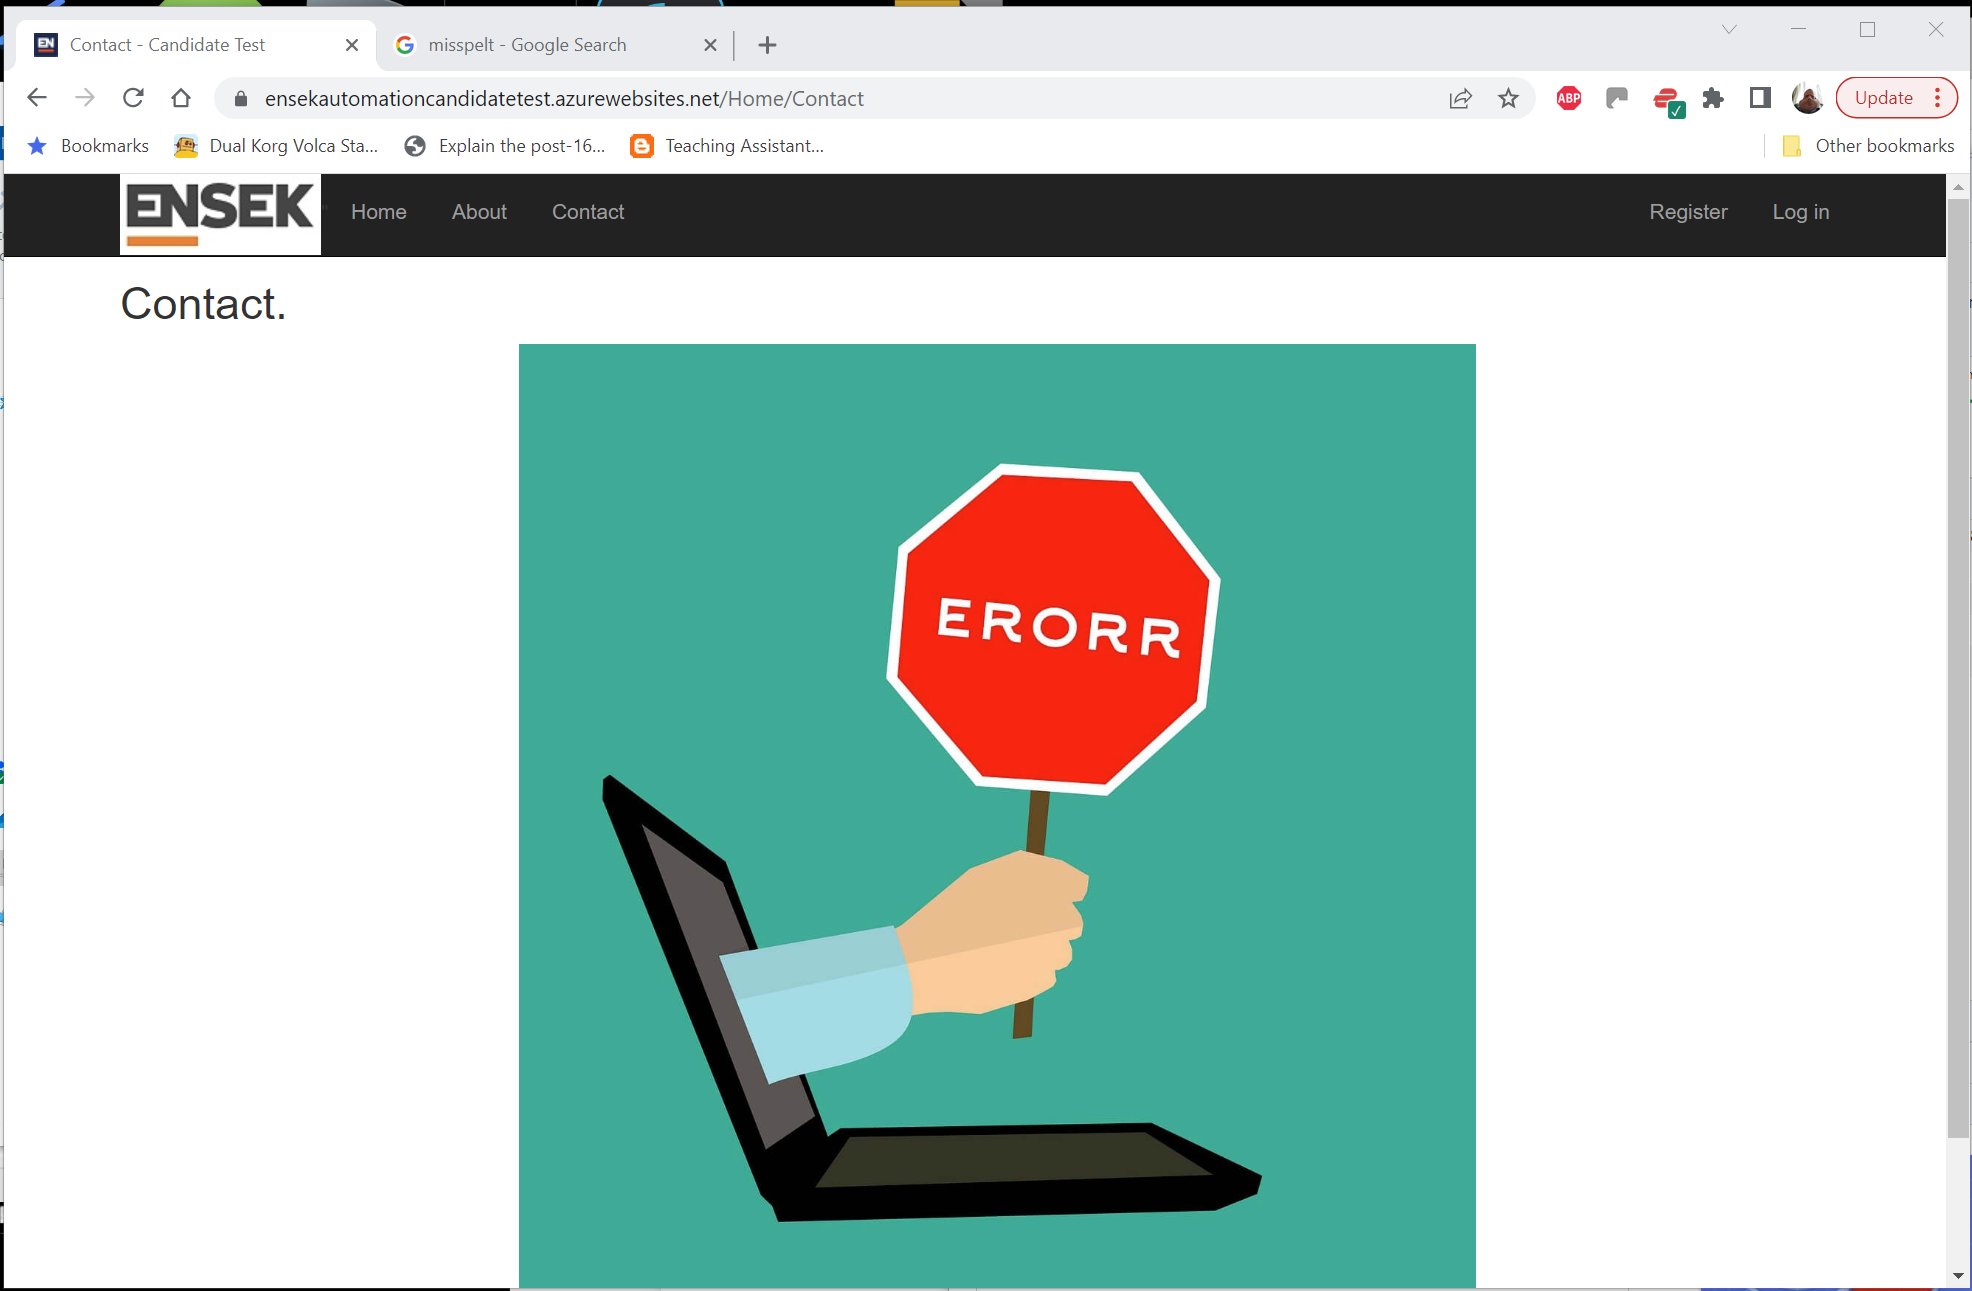 Contact - Candidate Test
misspelt - Google Search
ensekautomationcandidatetest.azurewebsites.net/Home/Contact
ABP
Update
Bookmarks
Dual Korg Volca Sta...
Explain the post-16...
Teaching Assistant...
Other bookmarks
ENSEK
Home
About
Contact
Register
Log in
Contact.
ERORR